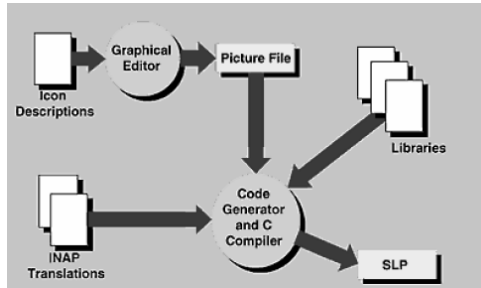 Graphical
Editor
Picture File
Icon
Descriptions
Libraries
Code
Generator
and C
Compiler
INAP
Translations
SLP